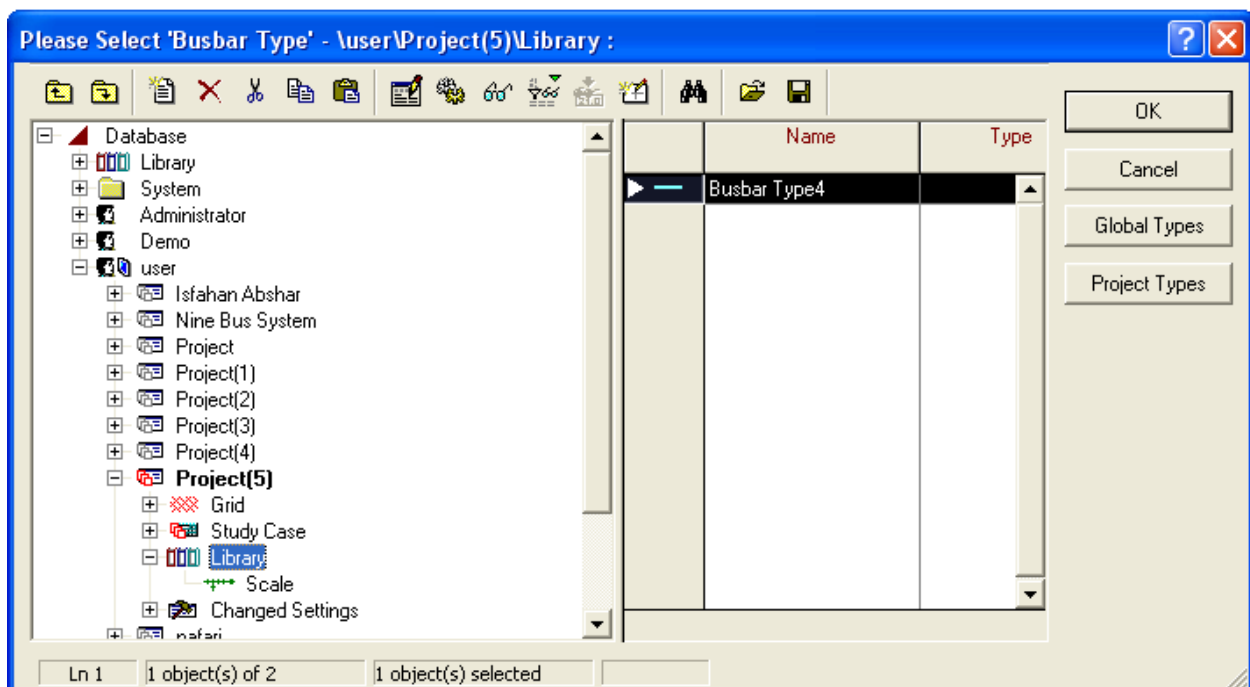 Please Select 'Busbar Type' - \user\Project(5)\Library :
OK
Cancel
Global Types
Project Types
Database
Library
System
Administrator
Demo
user
Isfahan Abshar
Nine Bus System
Project
Project(1)
Project(2)
Project(3)
Project(4)
Project(5)
Grid
Study Case
Library
Scale
Changed Settings
nafari
Name Type
Busbar Type4
Ln 1 1 object(s) of 2 1 object(s) selected